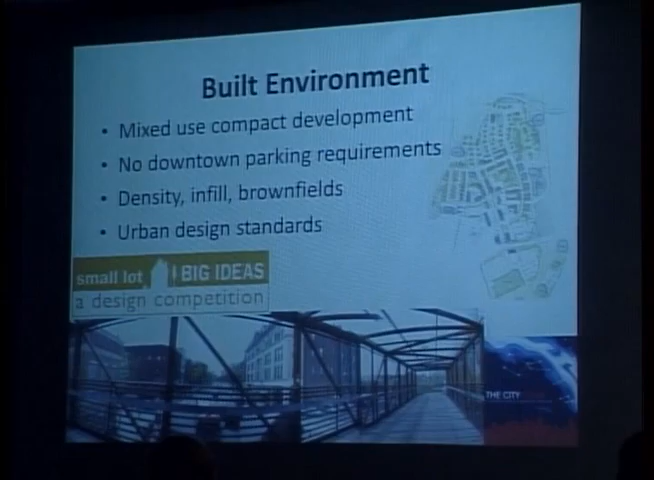 Built Environment
• Mixed use compact development
• No downtown parking requirements
• Density, infill, brownfields
• Urban design standards
small lot BIG IDEAS
a design competition
THE CITY